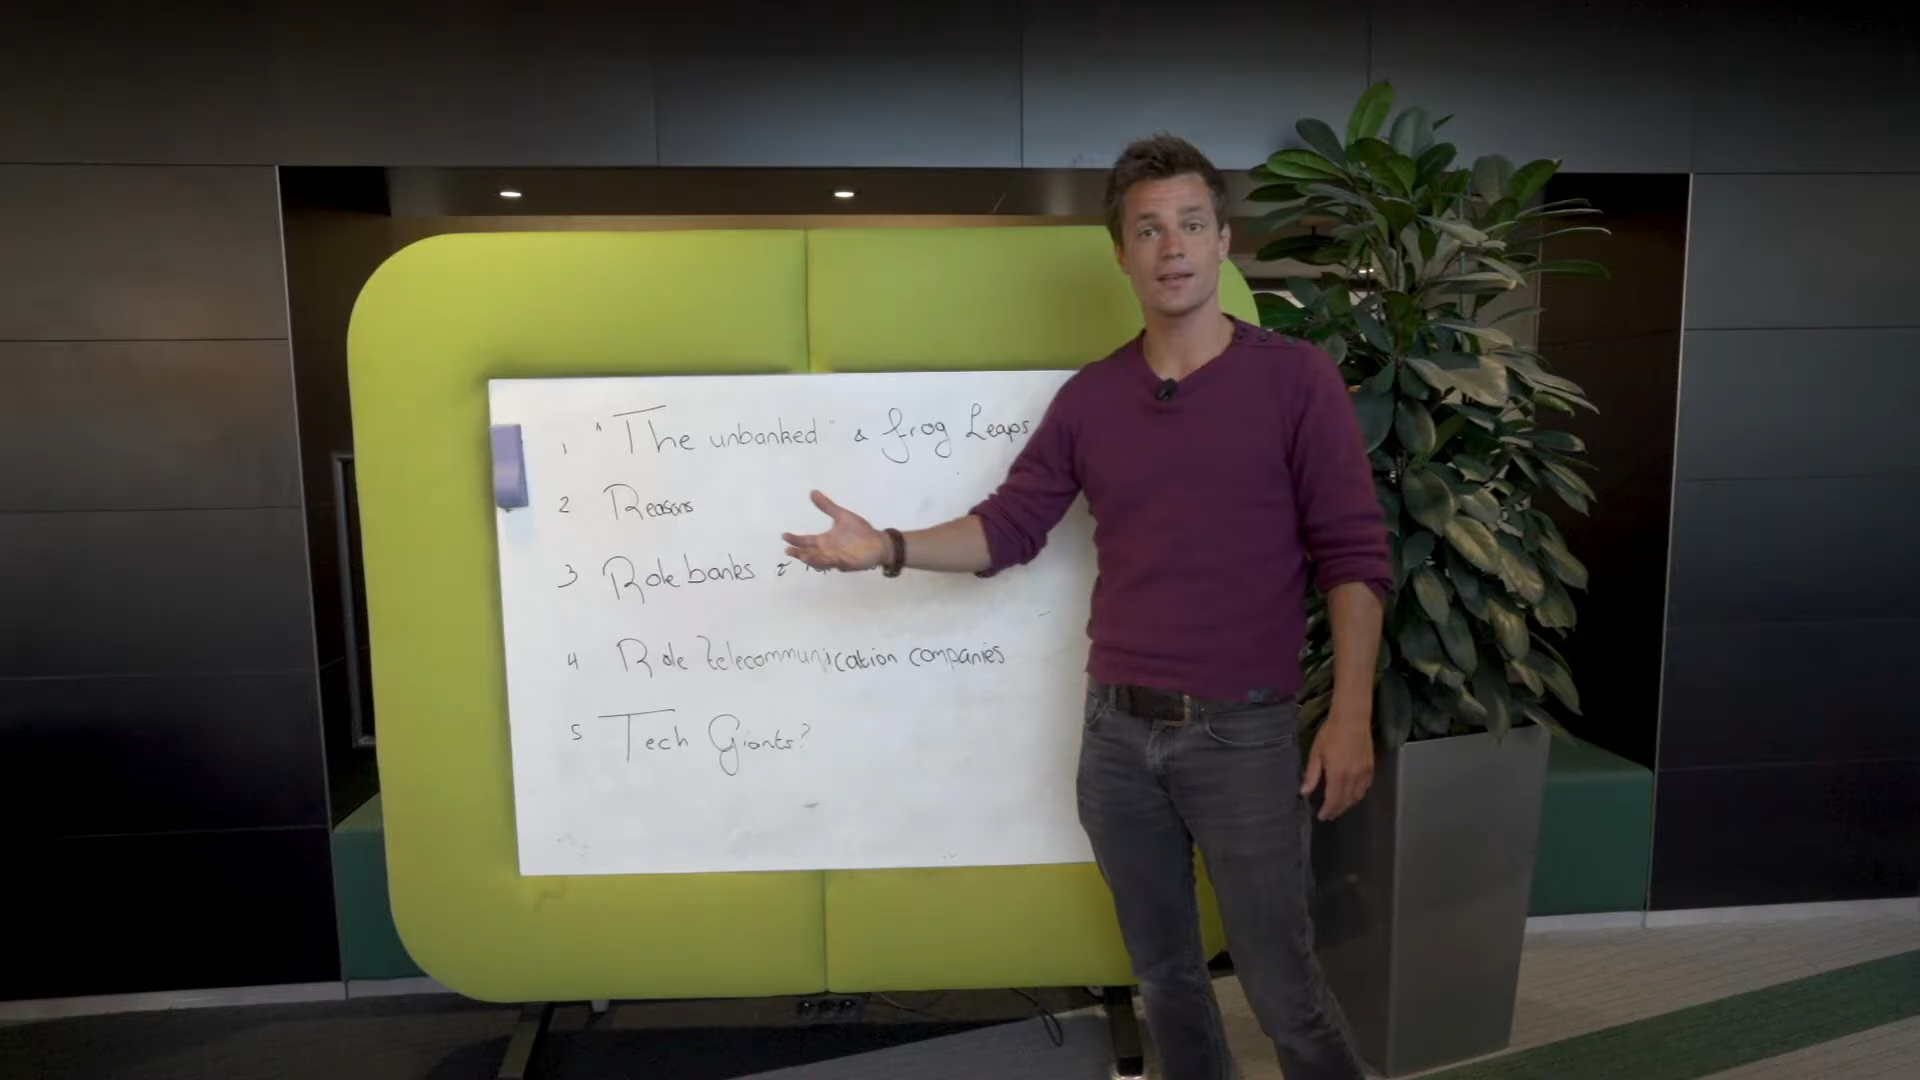 1 "The unbanked" & frog Leaps
2 Reasons
3 Role banks &
4 Role telecommunication companies
5 Tech Giants?